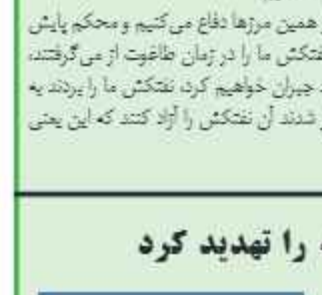 همین مرزها دفاع می‌کنیم و محکم پایش
نفتکش ما را در زمان طاغوت از می‌گرفتند،
جبران خواهیم کرد، نفتکش ما را بردند به
شدند آن نفتکش را آزاد کنند که این یعنی
را تهدید کرد